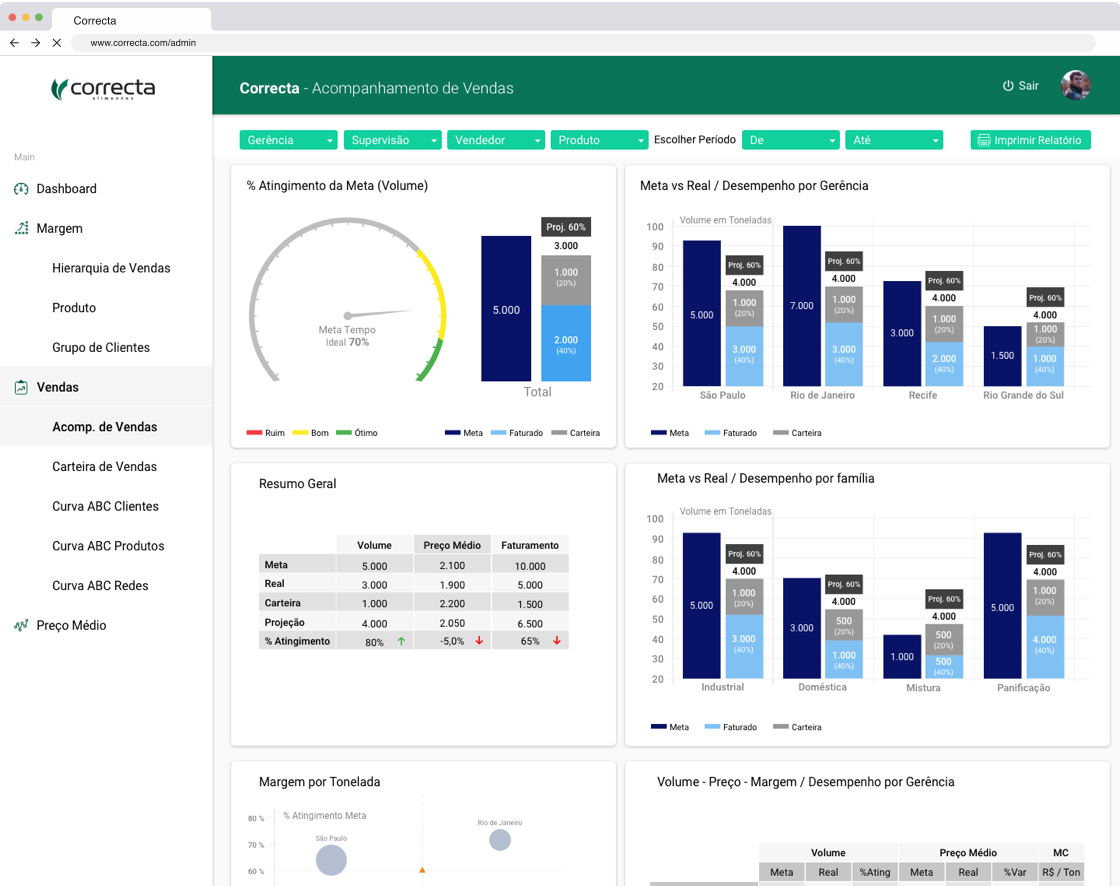 Correcta
www.correcta.com/admin
correcta
alimentos
Correcta - Acompanhamento de Vendas
Sair
Main
Dashboard
Margem
Hierarquia de Vendas
Produto
Grupo de Clientes
Vendas
Acomp. de Vendas
Carteira de Vendas
Curva ABC Clientes
Curva ABC Produtos
Curva ABC Redes
Preço Médio
Gerência Supervisão Vendedor Produto Escolher Período De Até Imprimir Relatório
% Atingimento da Meta (Volume)
Meta Tempo
Ideal 70%
5.000
Proj. 60%
3.000
1.000
(20%)
2.000
(40%)
Total
Ruim Bom Ótimo
Meta Faturado Carteira
Meta vs Real / Desempenho por Gerência
Volume em Toneladas
100
90
80
70
60
50
40
30
20
5.000
Proj. 60%
4.000
1.000
(20%)
3.000
(40%)
São Paulo
7.000
Proj. 60%
4.000
1.000
(20%)
3.000
(40%)
Rio de Janeiro
3.000
Proj. 60%
4.000
1.000
(20%)
2.000
(40%)
Recife
1.500
Proj. 60%
4.000
1.000
(20%)
1.000
(40%)
Rio Grande do Sul
Meta Faturado Carteira
Resumo Geral
Volume Preço Médio Faturamento
Meta 5.000 2.100 10.000
Real 3.000 1.900 5.000
Carteira 1.000 2.200 1.500
Projeção 4.000 2.050 6.500
% Atingimento 80% -5,0% 65%
Meta vs Real / Desempenho por família
Volume em Toneladas
100
90
80
70
60
50
40
30
20
5.000
Proj. 60%
4.000
1.000
(20%)
3.000
(40%)
Industrial
3.000
Proj. 60%
4.000
500
(20%)
1.000
(40%)
Doméstica
1.000
Proj. 60%
4.000
500
(20%)
500
(40%)
Mistura
5.000
Proj. 60%
4.000
1.000
(20%)
4.000
(40%)
Panificação
Meta Faturado Carteira
Margem por Tonelada
% Atingimento Meta
80 %
70 %
60 %
São Paulo
Rio de Janeiro
Volume - Preço - Margem / Desempenho por Gerência
Volume Preço Médio MC
Meta Real %Ating Meta Real %Var R$ / Ton